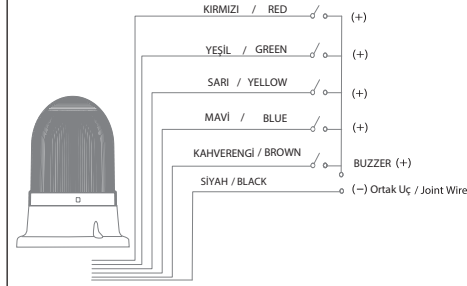 KIRMIZI / RED (+)
YEŞİL / GREEN (+)
SARI / YELLOW (+)
MAVİ / BLUE (+)
KAHVERENGİ / BROWN BUZZER (+)
SİYAH / BLACK (−) Ortak Uç / Joint Wire